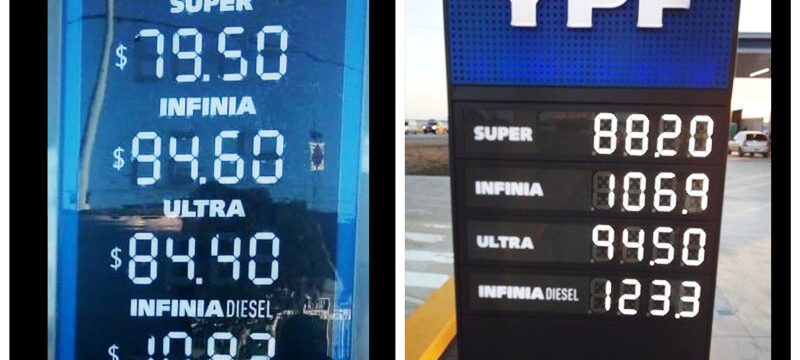 SUPER
$ 79.50
INFINIA
$ 94.60
ULTRA
$ 84.40
INFINIA DIESEL
$
YPF
SUPER 88.20
INFINIA 106.9
ULTRA 94.50
INFINIA DIESEL 123.3